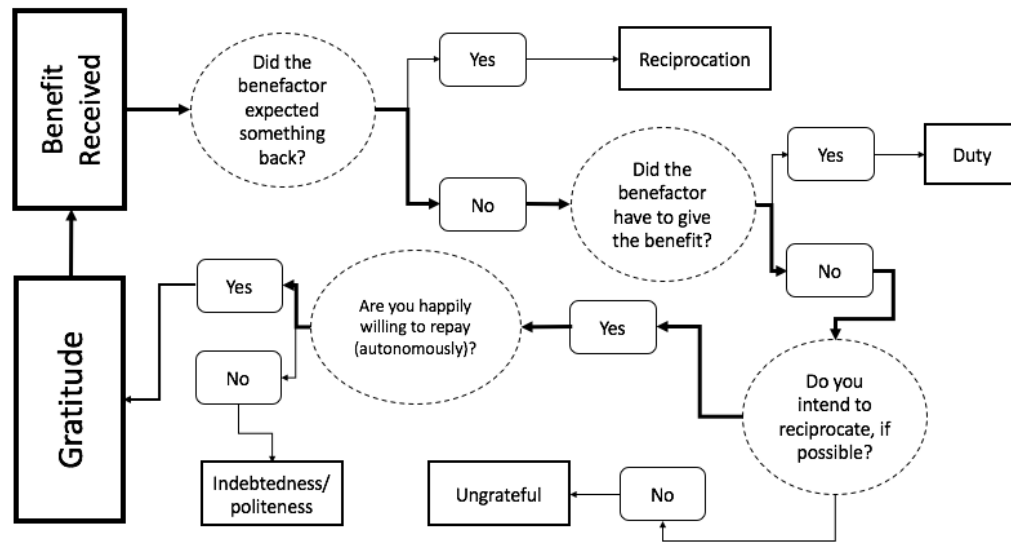 Benefit
Received
Did the
benefactor
expected
something
back?
Yes
Reciprocation
No
Did the
benefactor
have to give
the benefit?
Yes
Duty
No
Do you
intend to
reciprocate, if
possible?
Yes
Are you happily
willing to repay
(autonomously)?
Yes
No
Gratitude
Indebtedness/
politeness
No
Ungrateful